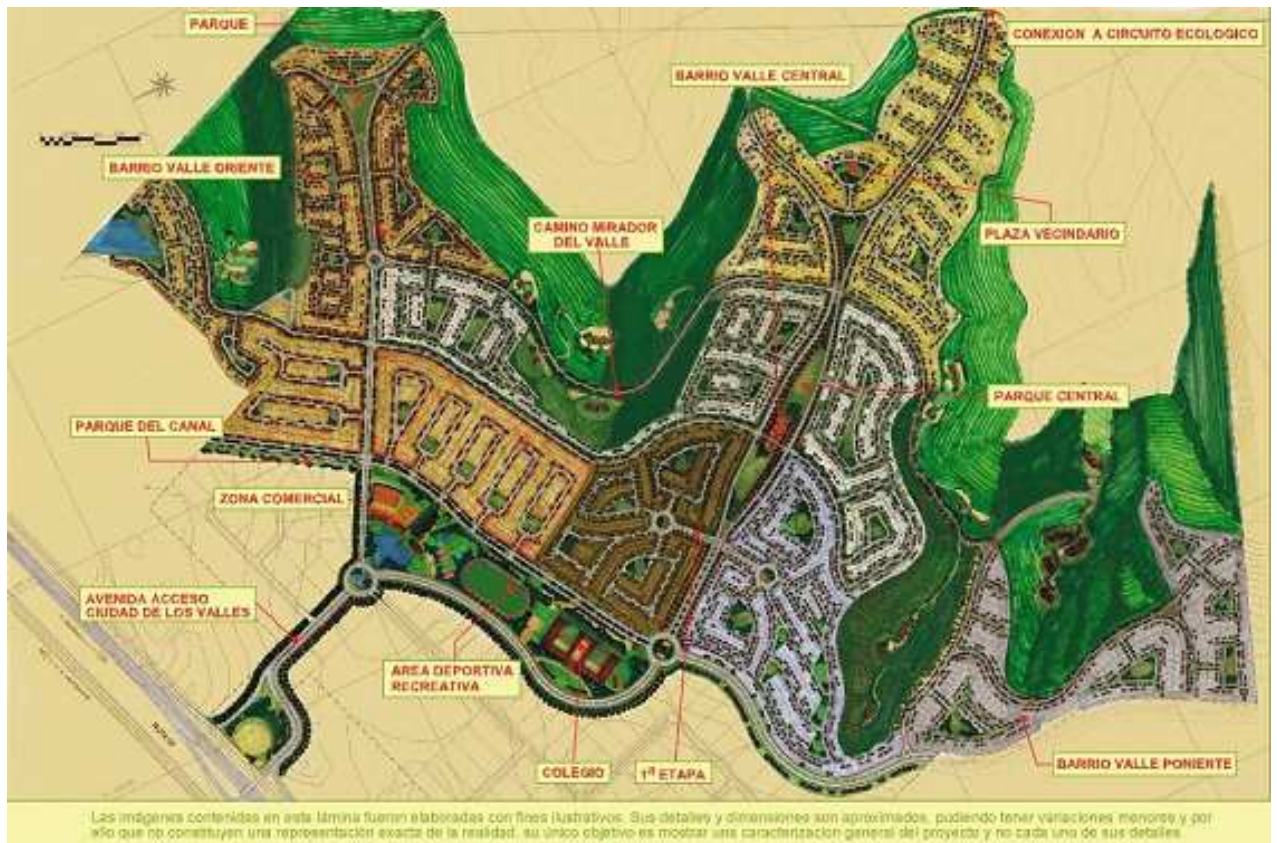 PARQUE
CONEXION A CIRCUITO ECOLOGICO
BARRIO VALLE CENTRAL
BARRIO VALLE ORIENTE
CAMINO MIRADOR
DEL VALLE
PLAZA VECINDARIO
PARQUE CENTRAL
PARQUE DEL CANAL
ZONA COMERCIAL
AVENIDA ACCESO
CIUDAD DE LOS VALLES
AREA DEPORTIVA
RECREATIVA
COLEGIO
1ª ETAPA
BARRIO VALLE PONIENTE
Las imágenes contenidas en esta lámina fueron elaboradas con fines ilustrativos. Sus detalles y dimensiones son aproximados, pudiendo tener variaciones menores y por
ello que no constituyen una representación exacta de la realidad, su único objetivo es mostrar una caracterizacion general del proyecto y no cada uno de sus detalles